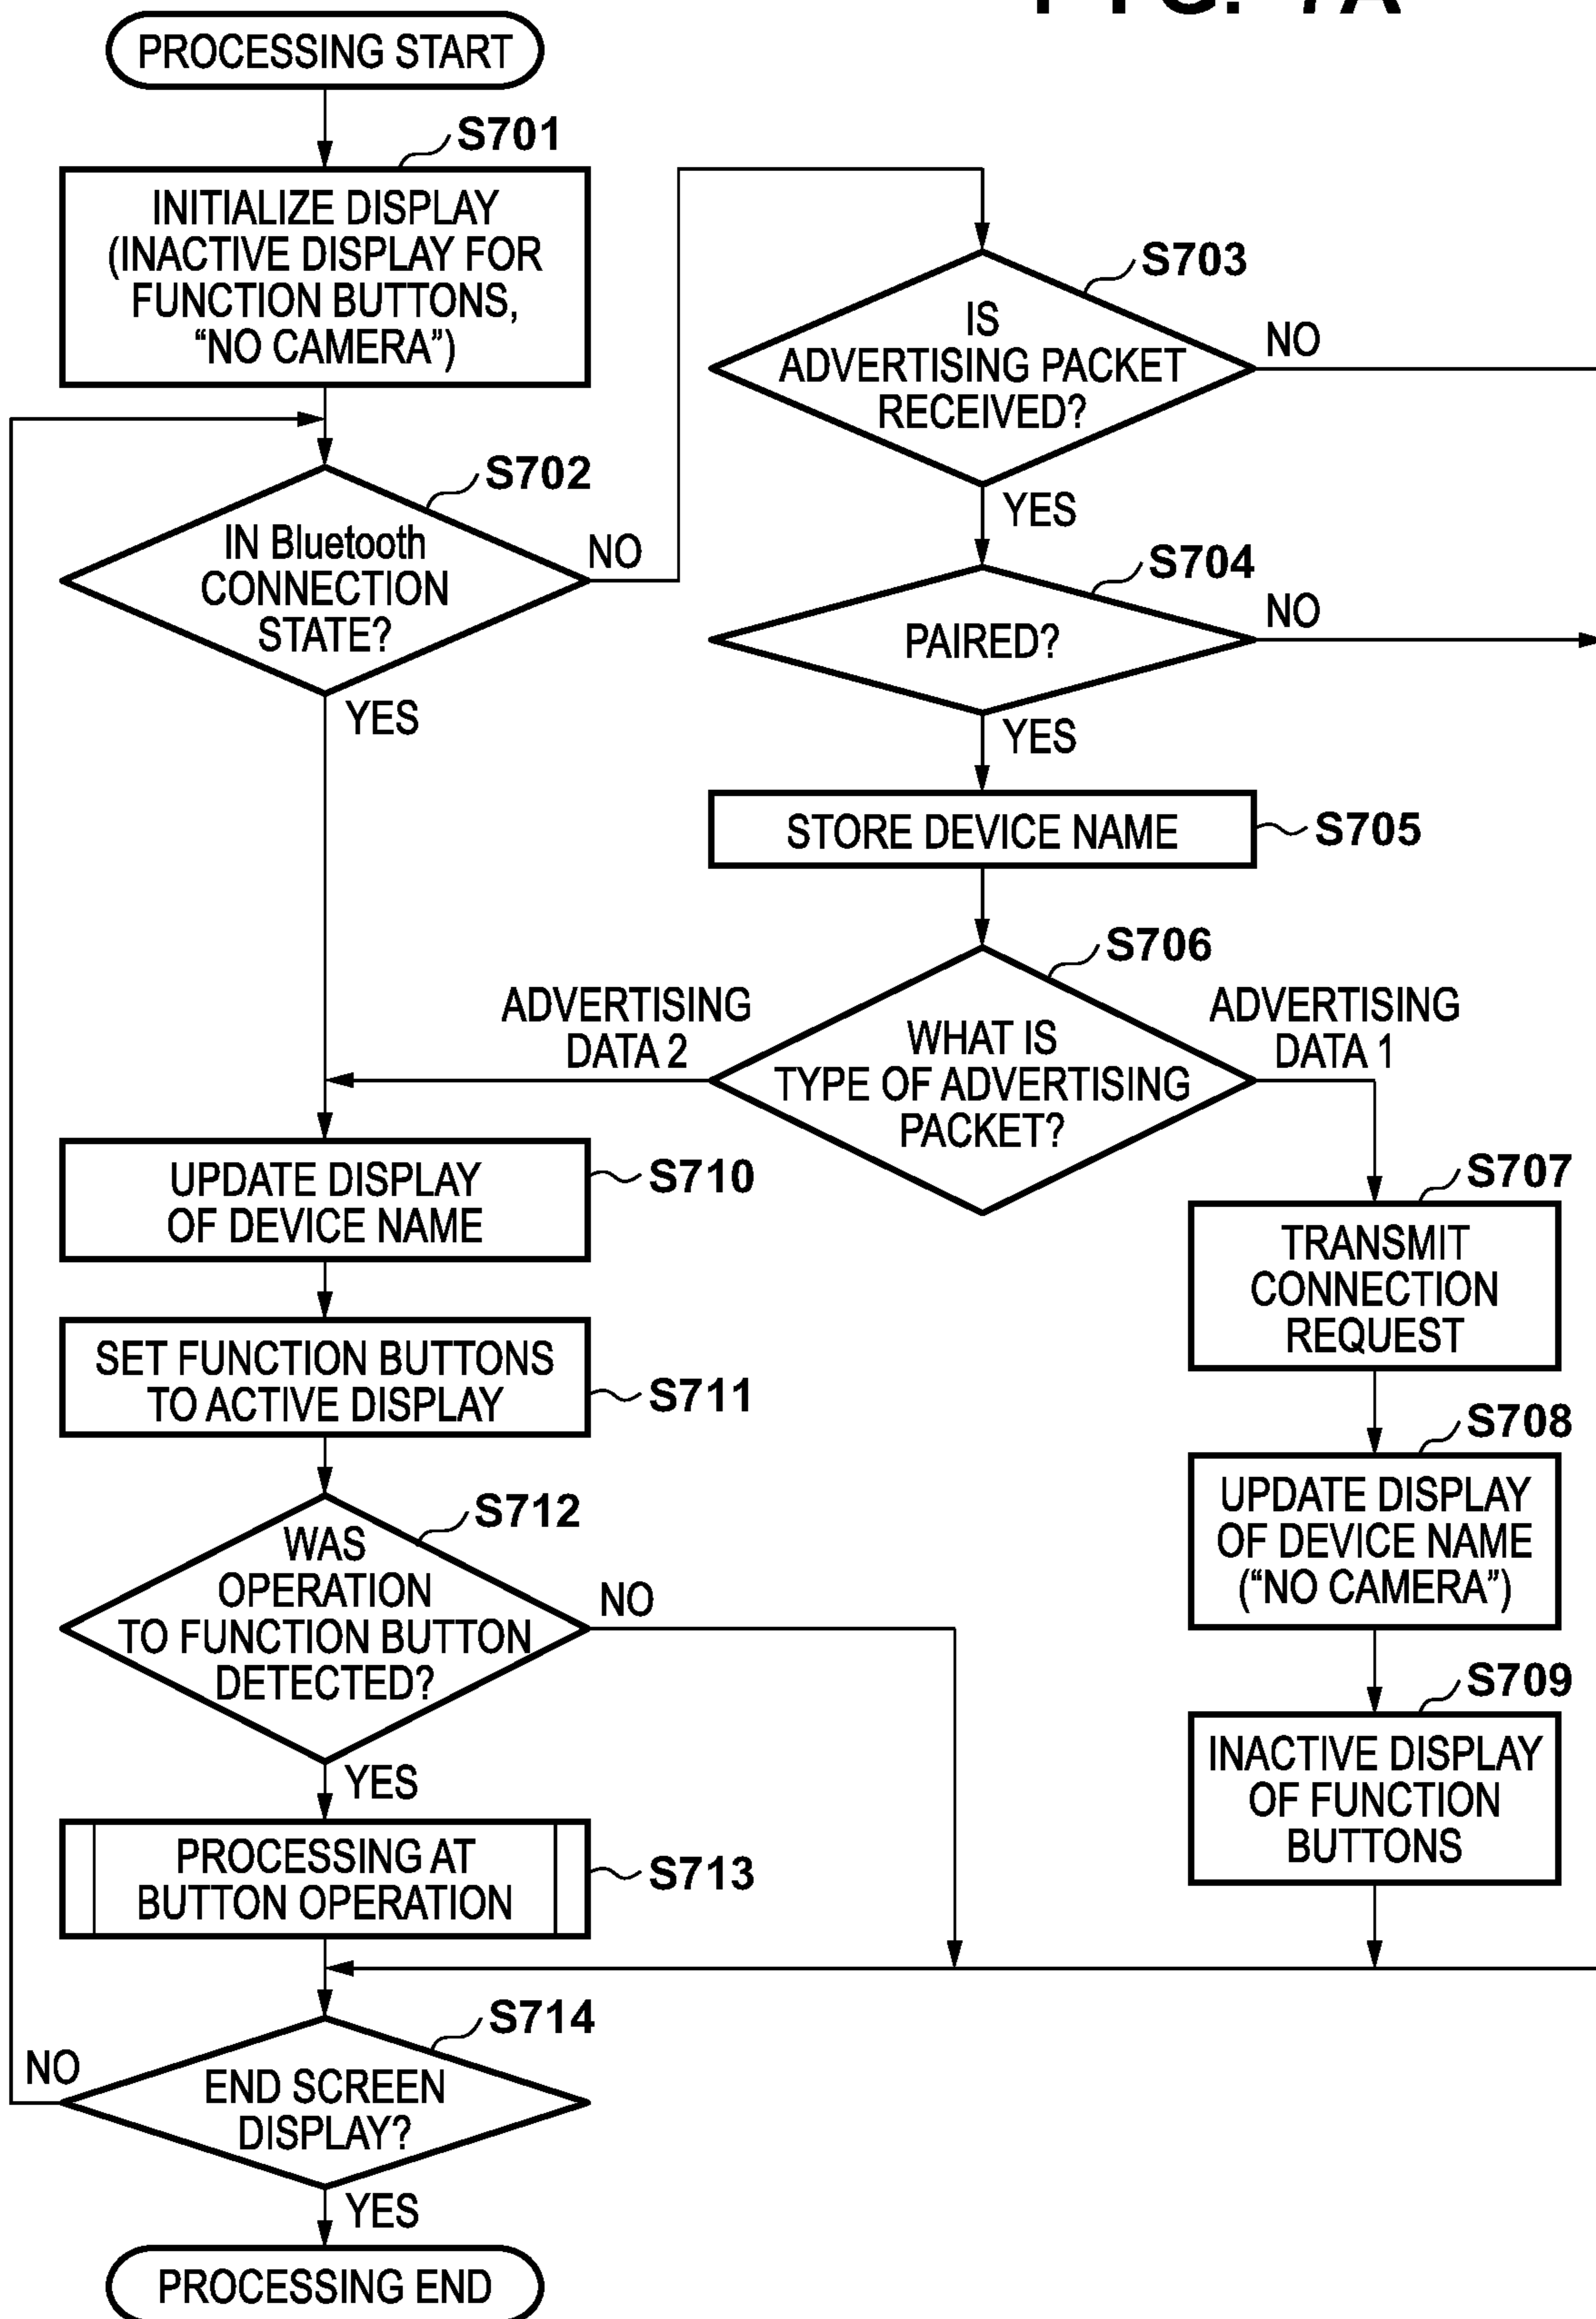 FIG. 7A
PROCESSING START
S701
INITIALIZE DISPLAY
(INACTIVE DISPLAY FOR
FUNCTION BUTTONS,
“NO CAMERA”)
S702
IN Bluetooth
CONNECTION
STATE?
NO
YES
S703
IS
ADVERTISING PACKET
RECEIVED?
NO
YES
S704
PAIRED?
NO
YES
STORE DEVICE NAME
S705
S706
WHAT IS
TYPE OF ADVERTISING
PACKET?
ADVERTISING
DATA 2
ADVERTISING
DATA 1
S707
TRANSMIT
CONNECTION
REQUEST
S708
UPDATE DISPLAY
OF DEVICE NAME
(“NO CAMERA”)
S709
INACTIVE DISPLAY
OF FUNCTION
BUTTONS
UPDATE DISPLAY
OF DEVICE NAME
S710
SET FUNCTION BUTTONS
TO ACTIVE DISPLAY
S711
S712
WAS
OPERATION
TO FUNCTION BUTTON
DETECTED?
NO
YES
PROCESSING AT
BUTTON OPERATION
S713
S714
END SCREEN
DISPLAY?
NO
YES
PROCESSING END